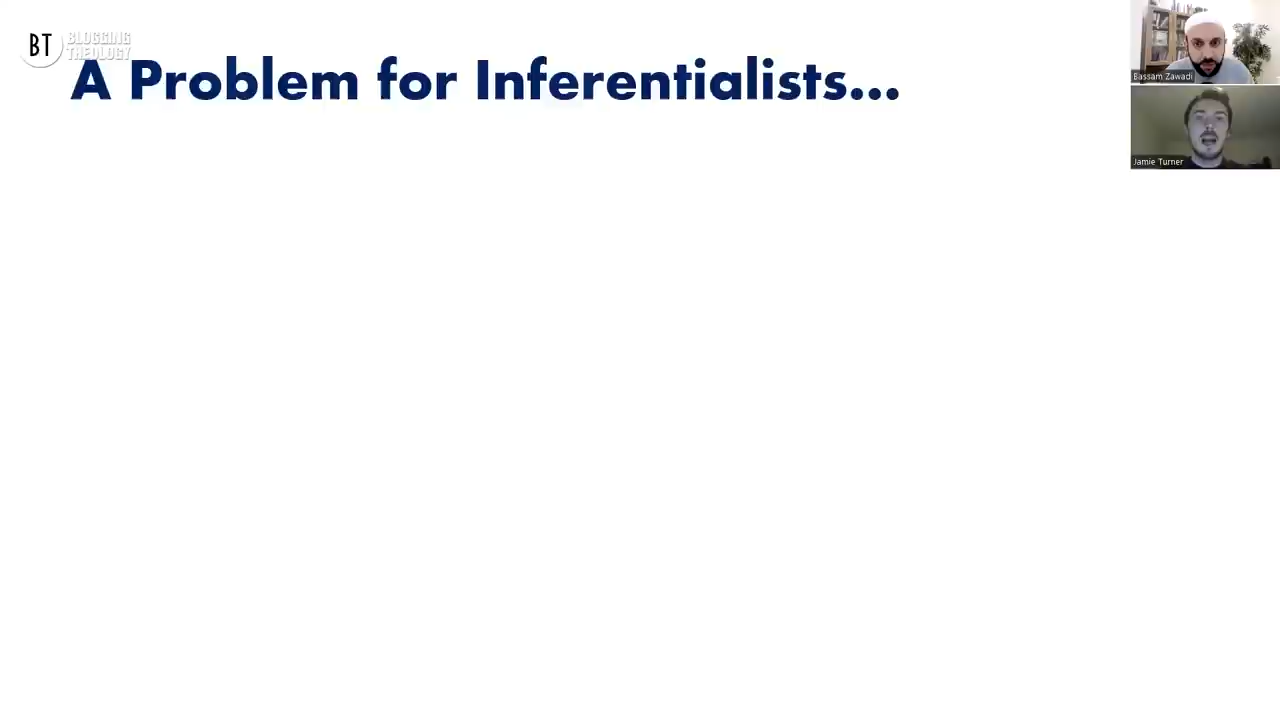 BT BLOGGING
THEOLOGY
A Problem for Inferentialists...
Bassam Zawadi
Jamie Turner